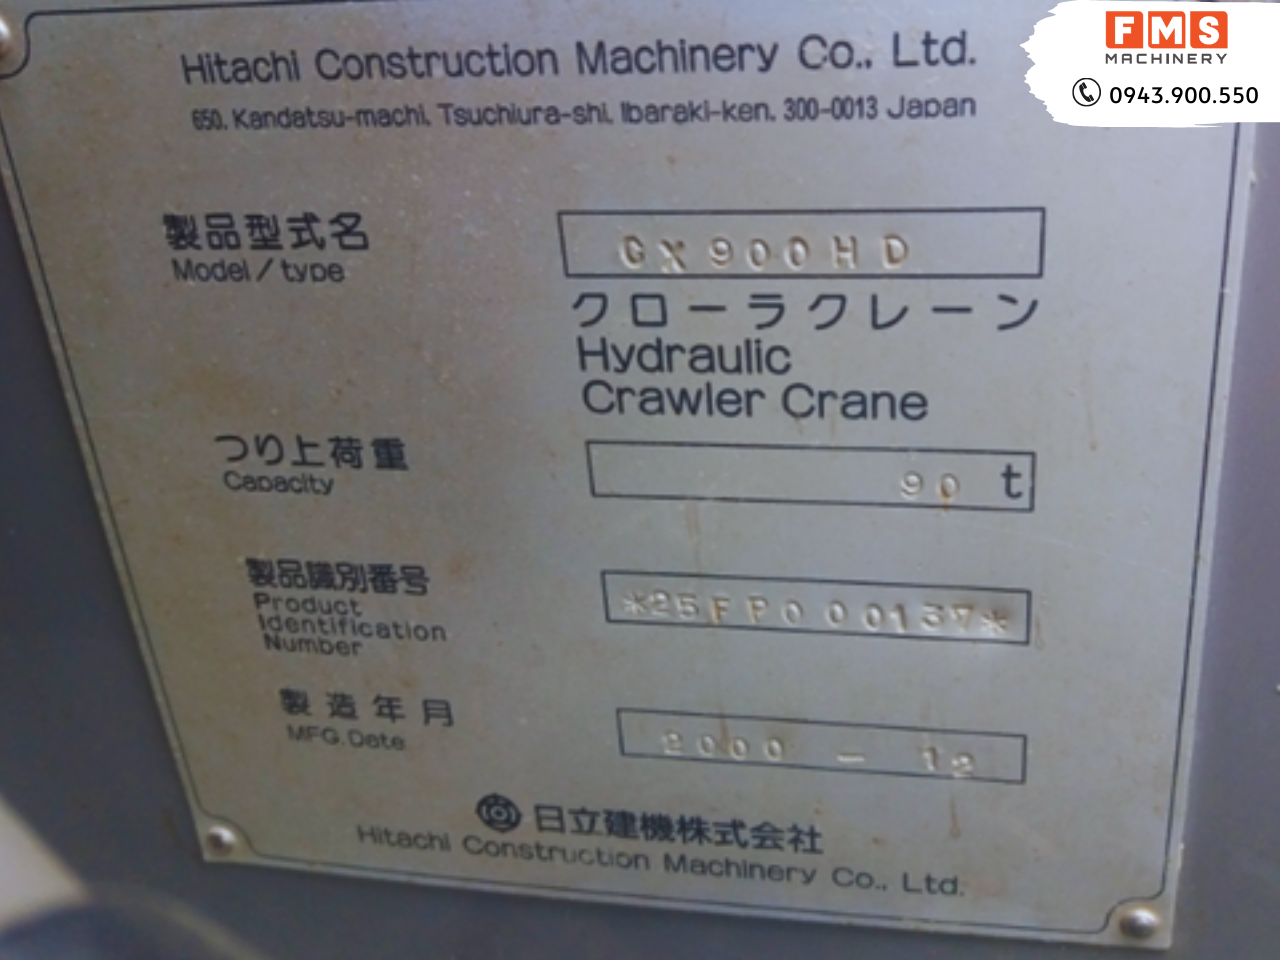 FMS
MACHINERY
0943.900.550
Hitachi Construction Machinery Co., Ltd.
650, Kandatsu-machi, Tsuchiura-shi, Ibaraki-ken, 300-0013 Japan
製品型式名
Model/type
GX900HD
クローラクレーン
Hydraulic
Crawler Crane
つり上荷重
Capacity
90 t
製品識別番号
Product
Identification
Number
*25FP000137*
製造年月
MFG.Date
2000 - 12
日立建機株式会社
Hitachi Construction Machinery Co., Ltd.